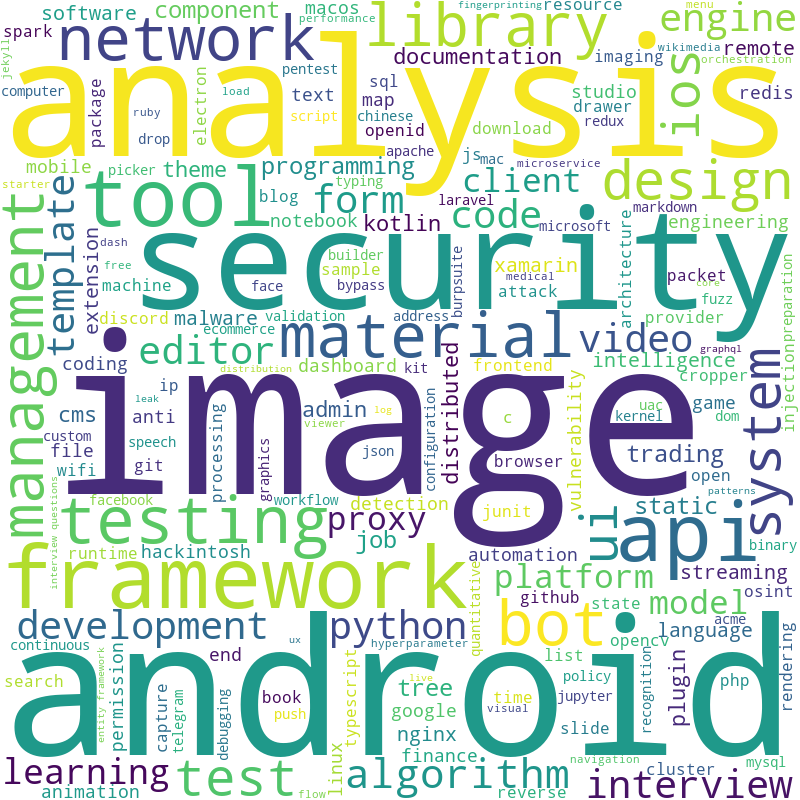 software
component
macos
fingerprinting
resource
menu
engine
spark
network
library
performance
documentation
imaging
wikimedia
remote
orchestration
jekyll
analysis
computer
package
ruby
electron
pentest
load
text
script
sql
map
chinese
openid
apache
download
studio
drawer
redux
ios
redis
drop
mobile
picker
theme
programming
typing
js
mac
microservice
starter
tool
blog
form
client
design
notebook
kotlin
laravel
code
microsoft
markdown
engineering
management
template
extension
dash
free
machine
builder
sample
face
bypass
security
burpsuite
xamarin
medical
attack
architecture
packet
core
fuzz
provider
injection
preparation
discord
malware
validation
ecommerce
address
editor
material
video
graphql
coding
distribution
dashboard
kit
frontend
intelligence
cropper
leak
ip
cms
anti
custom
file
speech
wifi
git
image
processing
admin
log
viewer
configuration
distributed
c
browser
vulnerability
uac
kernel
game
dom
trading
open
system
json
graphics
facebook
workflow
detection
junit
static
patterns
interview questions
testing
proxy
ui
api
binary
runtime
hackintosh
job
automation
streaming
framework
quantitative
platform
github
state
model
osint
acme
language
development
python
bot
opencv
continuous
ux
hyperparameter
list
rendering
search
entity framework
permission
end
android
live
tree
time
policy
recognition
plugin
php
capture
telegram
debugging
book
push
typescript
google
visual
jupyter
nginx
slide
finance
navigation
cluster
mysql
learning
test
linux
algorithm
interview
animation
flow
reverse